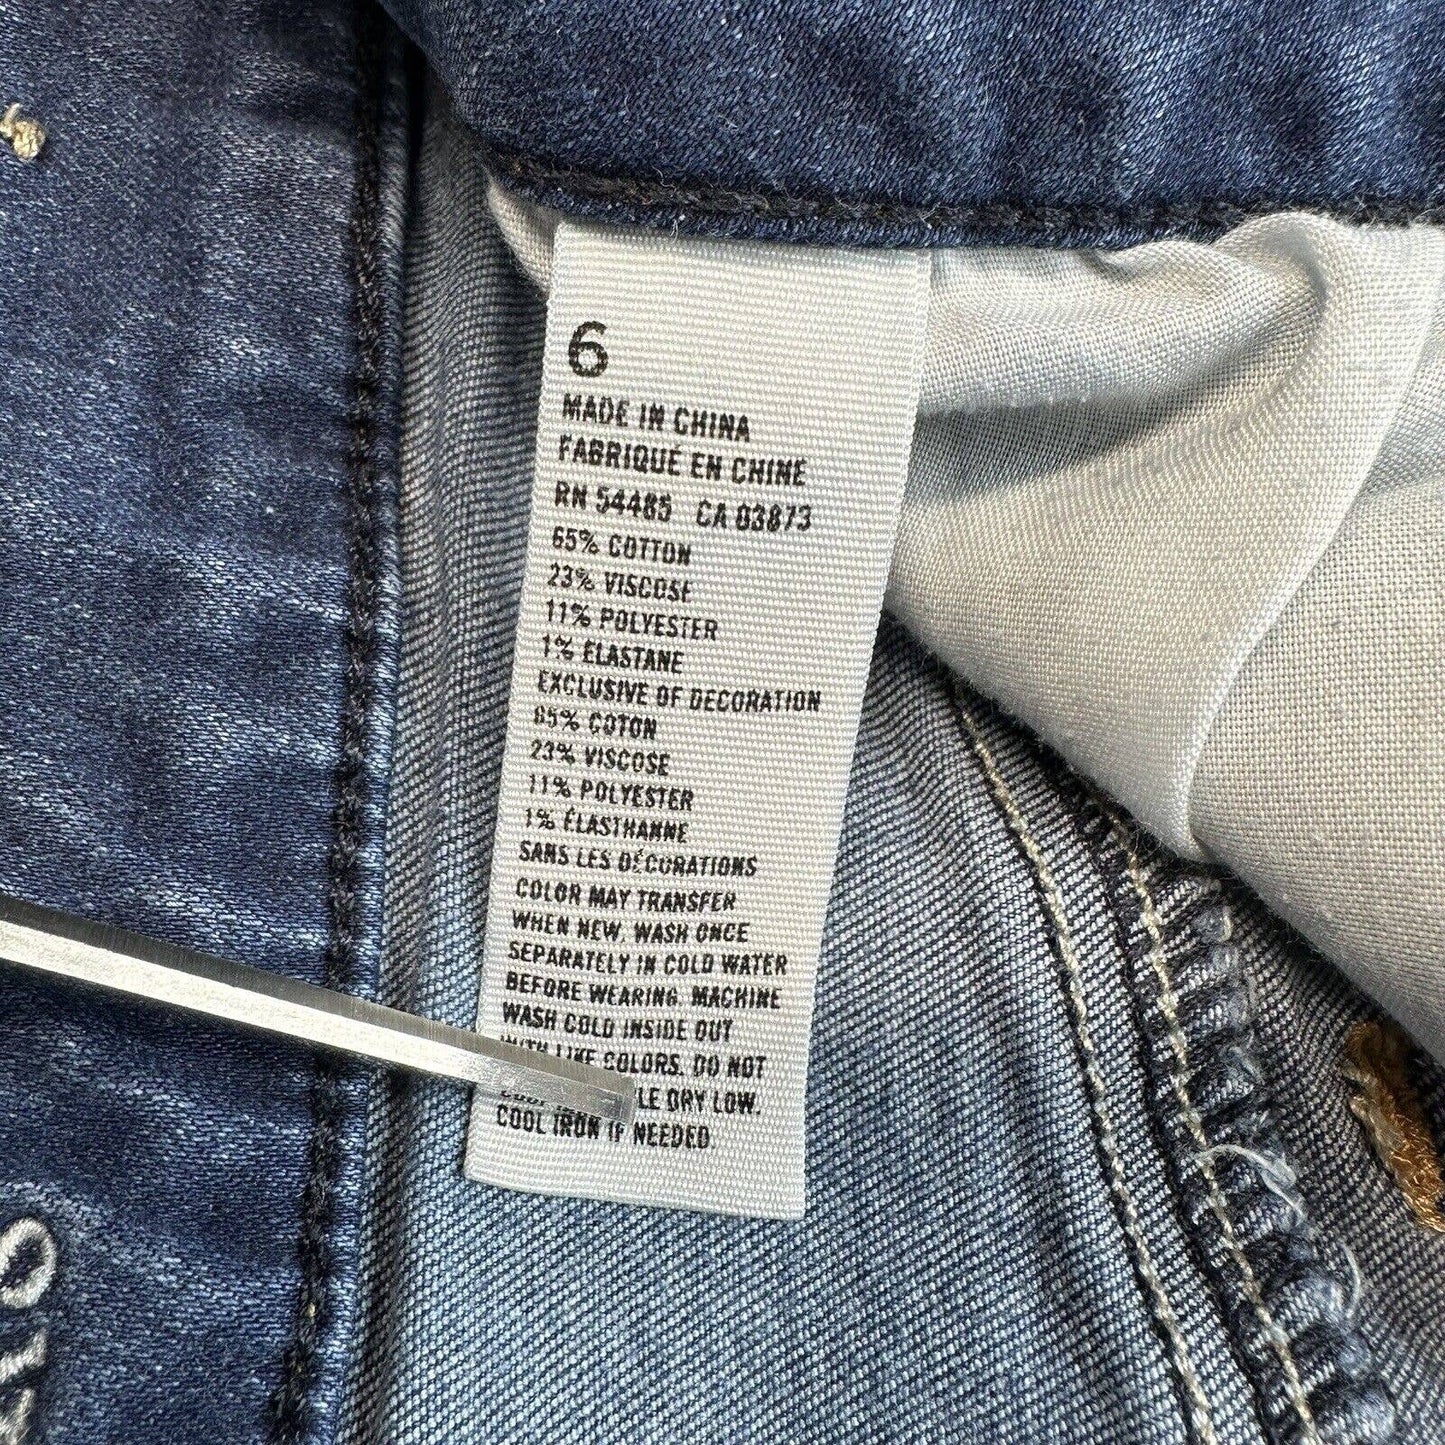 6
MADE IN CHINA
FABRIQUÉ EN CHINE
RN 54485 CA 03873
65% COTTON
23% VISCOSE
11% POLYESTER
1% ELASTANE
EXCLUSIVE OF DECORATION
65% COTON
23% VISCOSE
11% POLYESTER
1% ÉLASTHANNE
SANS LES DÉCORATIONS
COLOR MAY TRANSFER
WHEN NEW, WASH ONCE
SEPARATELY IN COLD WATER
BEFORE WEARING. MACHINE
WASH COLD INSIDE OUT
WITH LIKE COLORS. DO NOT
DRY LOW.
COOL IRON IF NEEDED.